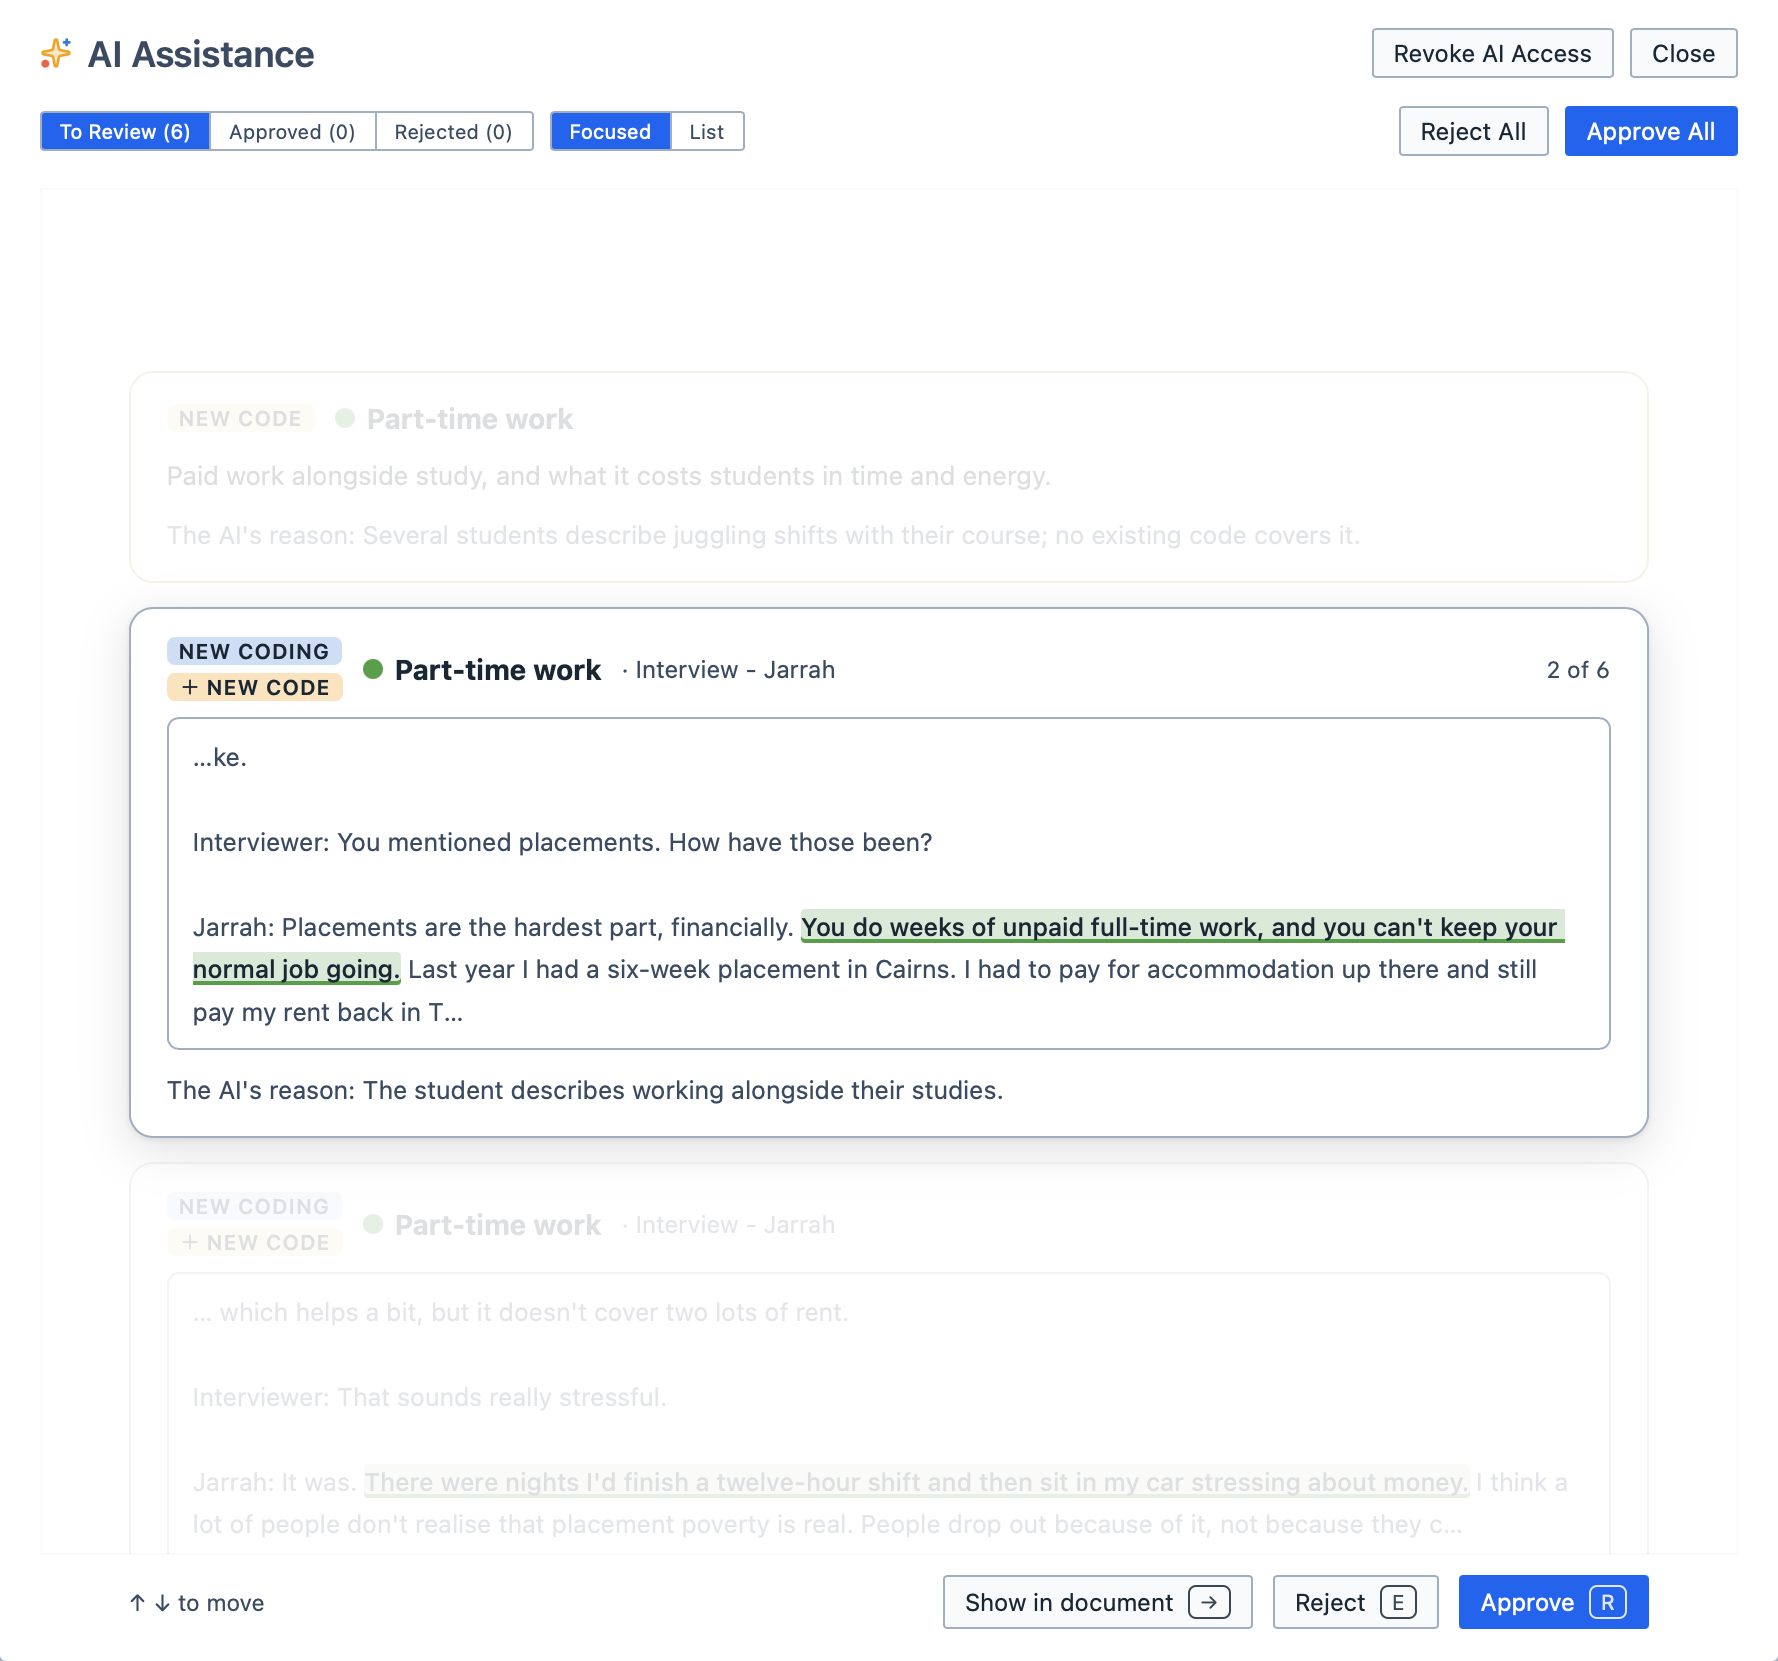 AI Assistance
Revoke AI Access
Close
To Review (6)
Approved (0)
Rejected (0)
Focused
List
Reject All
Approve All
NEW CODE
Part-time work
Paid work alongside study, and what it costs students in time and energy.
The AI's reason: Several students describe juggling shifts with their course; no existing code covers it.
NEW CODING
+ NEW CODE
Part-time work · Interview - Jarrah
2 of 6
...ke.
Interviewer: You mentioned placements. How have those been?
Jarrah: Placements are the hardest part, financially. You do weeks of unpaid full-time work, and you can't keep your
normal job going. Last year I had a six-week placement in Cairns. I had to pay for accommodation up there and still
pay my rent back in T...
The AI's reason: The student describes working alongside their studies.
NEW CODING
+ NEW CODE
Part-time work · Interview - Jarrah
... which helps a bit, but it doesn't cover two lots of rent.
Interviewer: That sounds really stressful.
Jarrah: It was. There were nights I'd finish a twelve-hour shift and then sit in my car stressing about money. I think a
lot of people don't realise that placement poverty is real. People drop out because of it, not because they c...
↑ ↓ to move
Show in document →
Reject E
Approve R